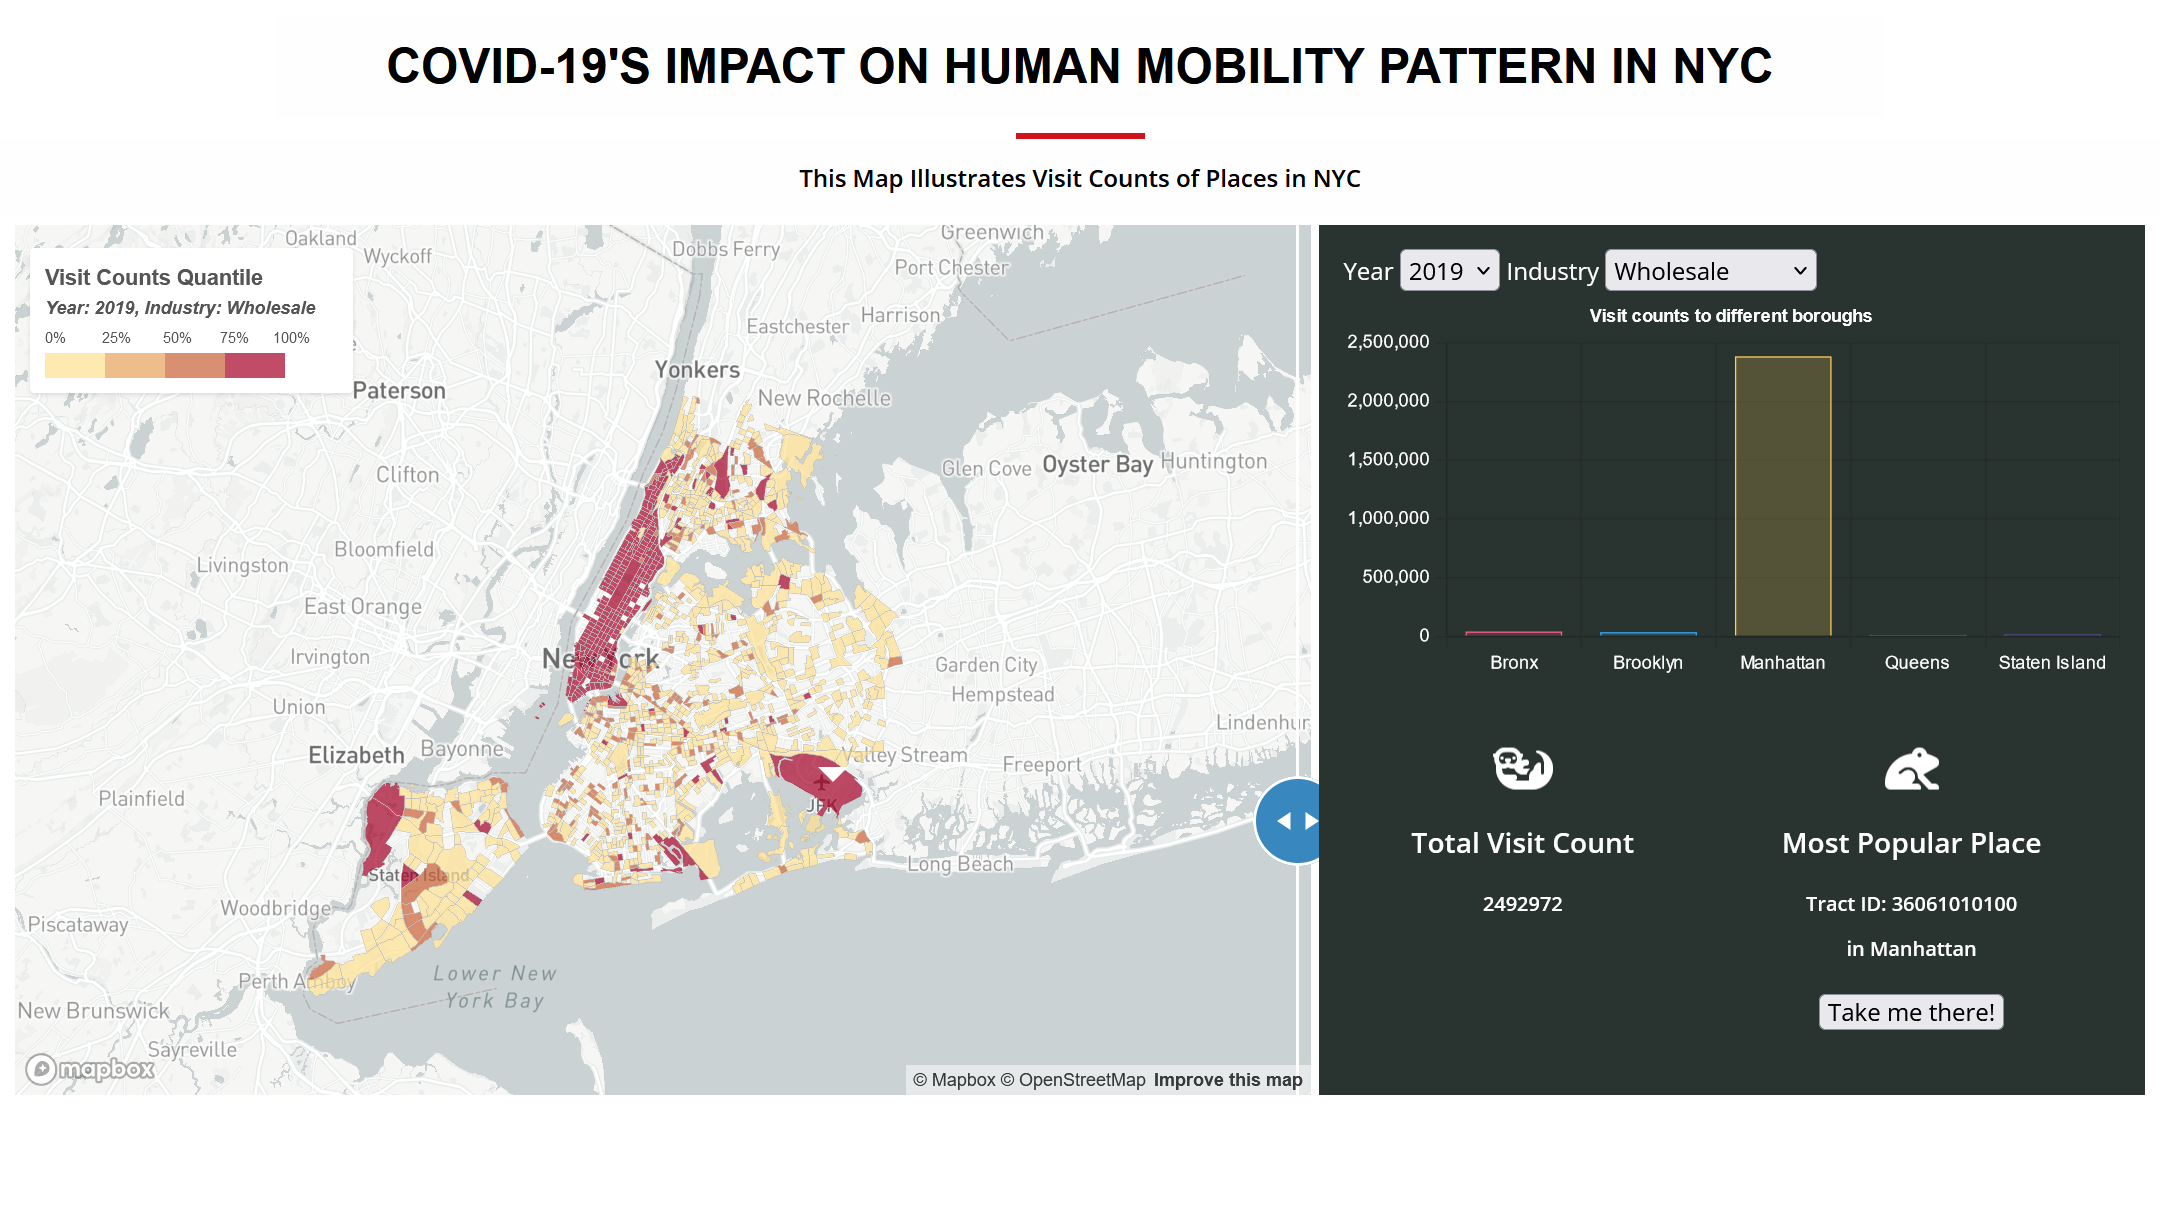 COVID-19'S IMPACT ON HUMAN MOBILITY PATTERN IN NYC
This Map Illustrates Visit Counts of Places in NYC
Visit Counts Quantile
Year: 2019, Industry: Wholesale
0% 25% 50% 75% 100%
Oakland
Wyckoff
Dobbs Ferry
Greenwich
Port Chester
Harrison
Eastchester
Yonkers
Paterson
New Rochelle
Clifton
Glen Cove
Oyster Bay
Huntington
Bloomfield
Livingston
East Orange
Irvington
New York
Garden City
Hempstead
Union
Lindenhur
Elizabeth
Bayonne
Valley Stream
Freeport
Plainfield
JFK
Long Beach
Staten Island
Woodbridge
Piscataway
Perth Amboy
Lower New
York Bay
New Brunswick
Sayreville
mapbox
© Mapbox © OpenStreetMap Improve this map
Year 2019 Industry Wholesale
Visit counts to different boroughs
2,500,000
2,000,000
1,500,000
1,000,000
500,000
0
Bronx Brooklyn Manhattan Queens Staten Island
Total Visit Count
2492972
Most Popular Place
Tract ID: 36061010100
in Manhattan
Take me there!